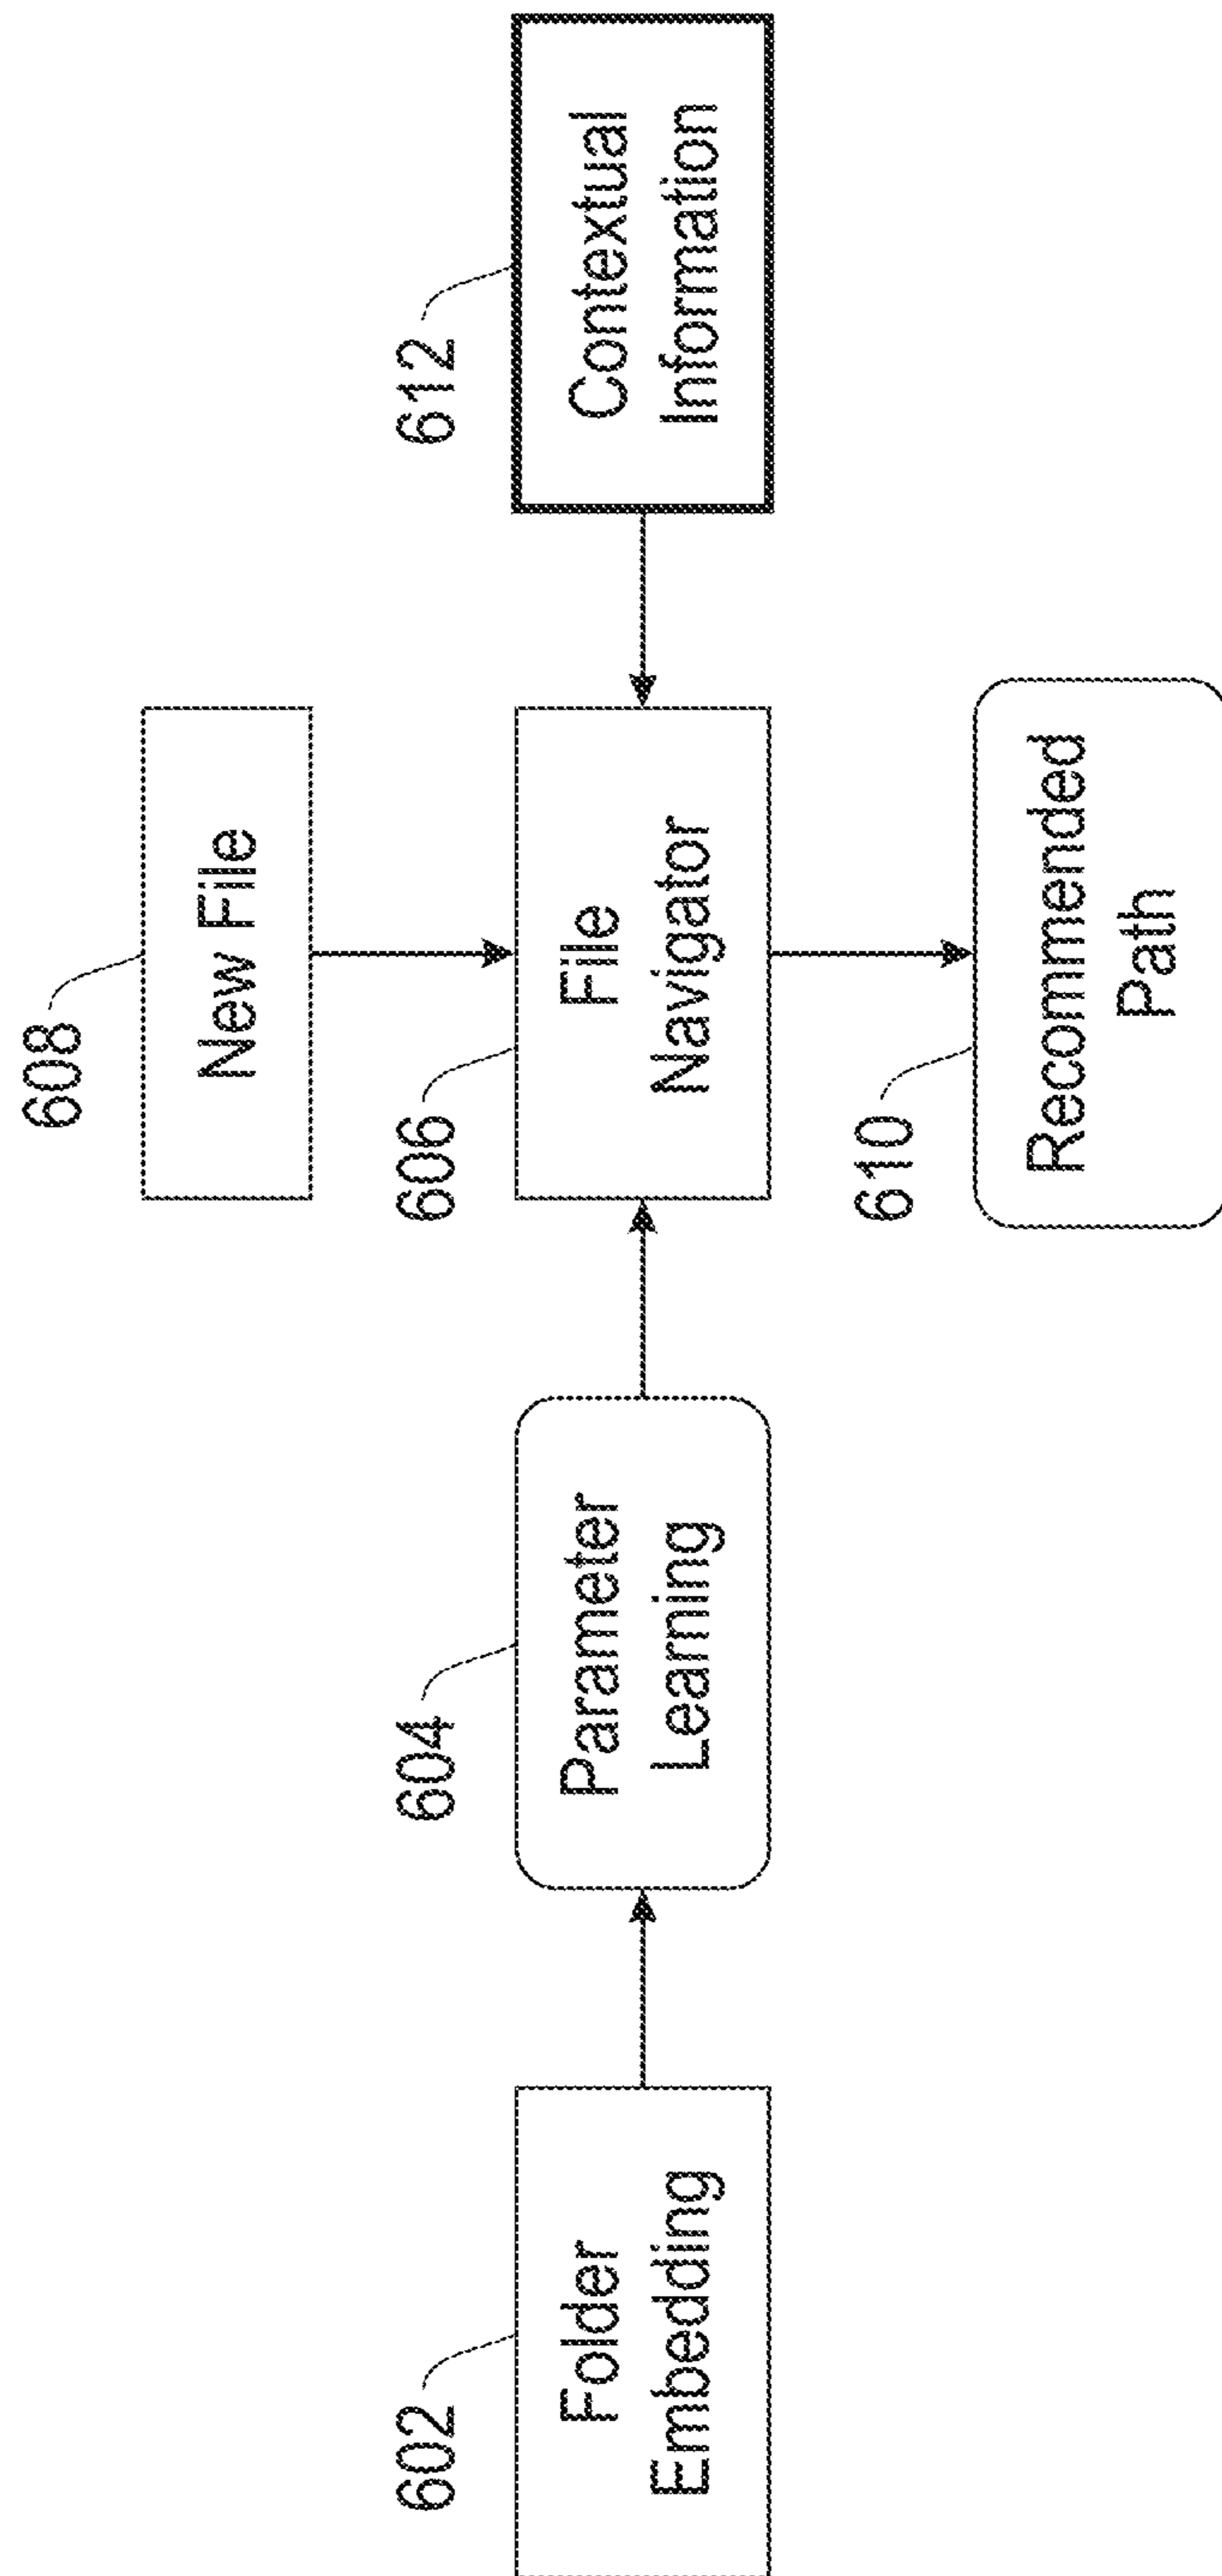 608
New File
602
Folder
Embedding
604
Parameter
Learning
606
File
Navigator
612
Contextual
Information
610
Recommended
Path